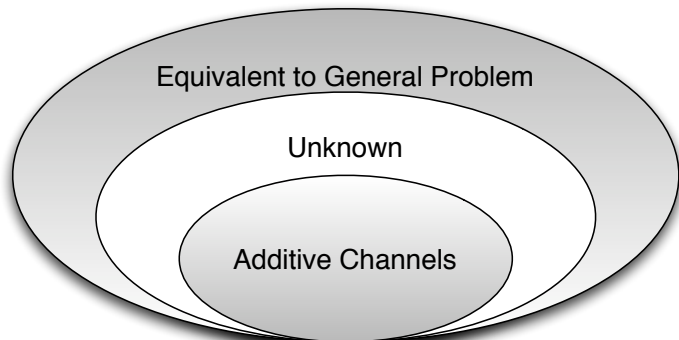 Equivalent to General Problem
Unknown
Additive Channels